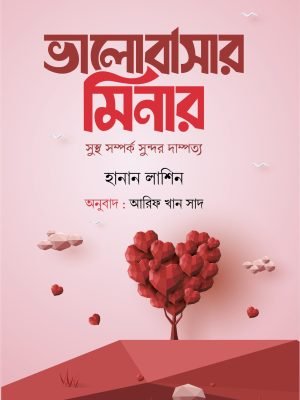 ভালোবাসার
মিনার
সুস্থ সম্পর্ক সুন্দর দাম্পত্য
হানান লাশিন
অনুবাদ : আরিফ খান সাদ